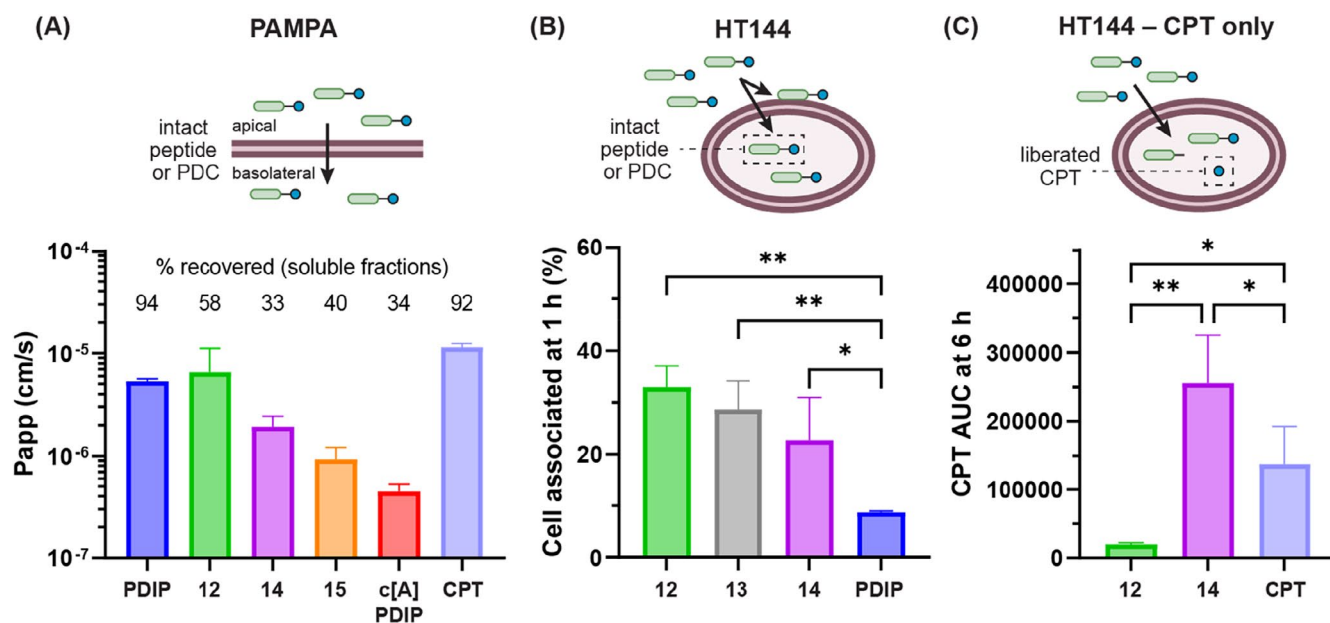 (A) PAMPA
intact
peptide
or PDC
apical
basolateral
10-4
10-5
10-6
10-7
Papp (cm/s)
% recovered (soluble fractions)
94 58 33 40 34 92
PDIP 12 14 15 c[A] PDIP CPT
(B) HT144
intact
peptide
or PDC
60
40
20
0
Cell associated at 1 h (%)
**
**
*
12 13 14 PDIP
(C) HT144 – CPT only
liberated
CPT
400000
300000
200000
100000
0
CPT AUC at 6 h
*
** *
12 14 CPT